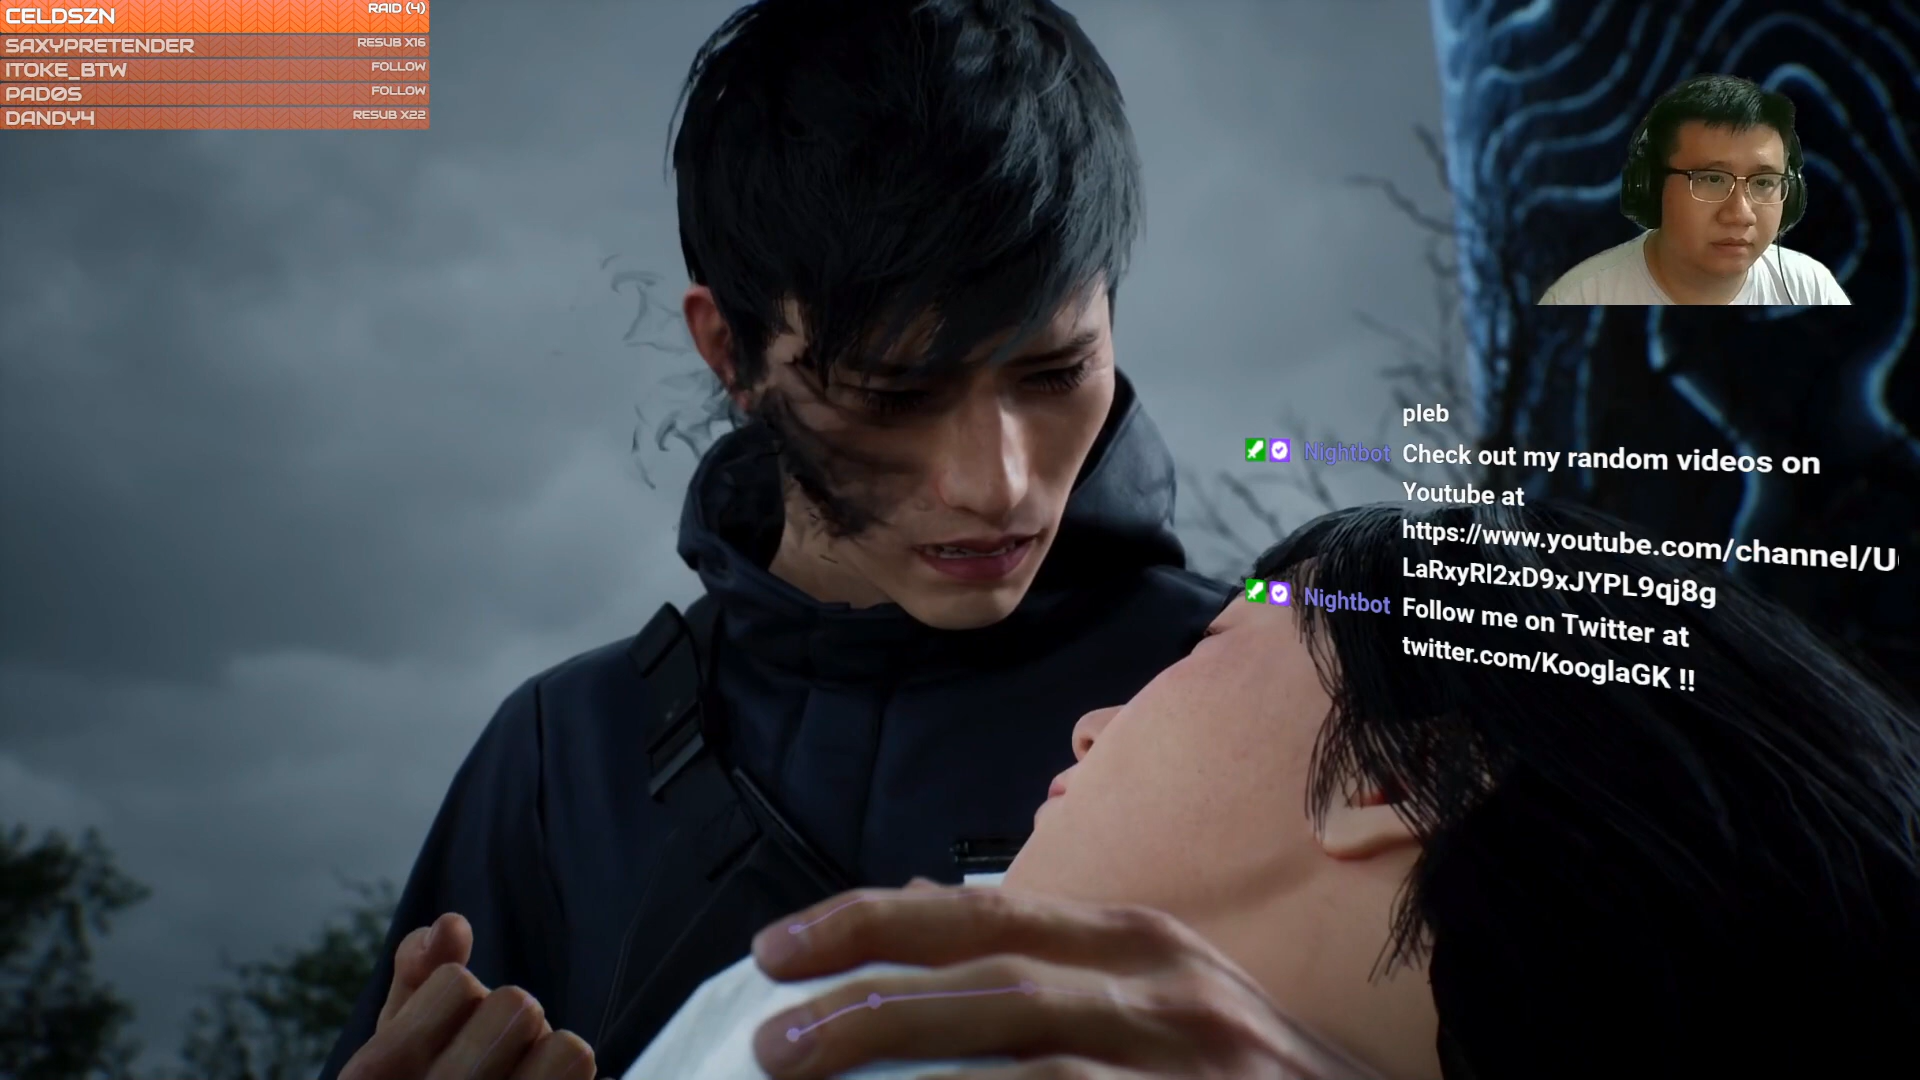 CELDSZN RAID (4)
SAXYPRETENDER RESUB X16
ITOKE_BTW FOLLOW
PADØS FOLLOW
DANDY4 RESUB X22
pleb
Nightbot Check out my random videos on
Youtube at
https://www.youtube.com/channel/U
LaRxyRl2xD9xJYPL9qj8g
Nightbot Follow me on Twitter at
twitter.com/KooglaGK !!